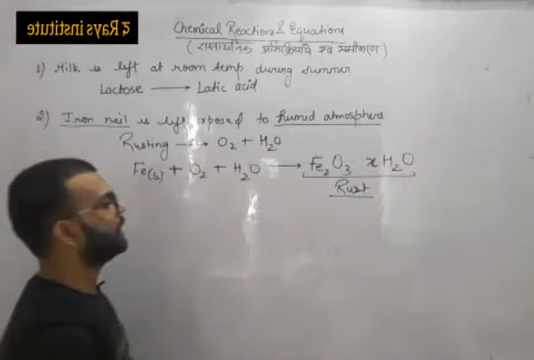 र Rays institute
Chemical Reactions & Equations
(रासायनिक अभिक्रियाएँ एवं समीकरण)
1) Milk is left at room temp during summer
Lactose → Latic acid
2) Iron nail is left exposed to humid atmosphere
Rusting → O₂ + H₂O
Fe(s) + O₂ + H₂O → Fe₂O₃ xH₂O
Rust